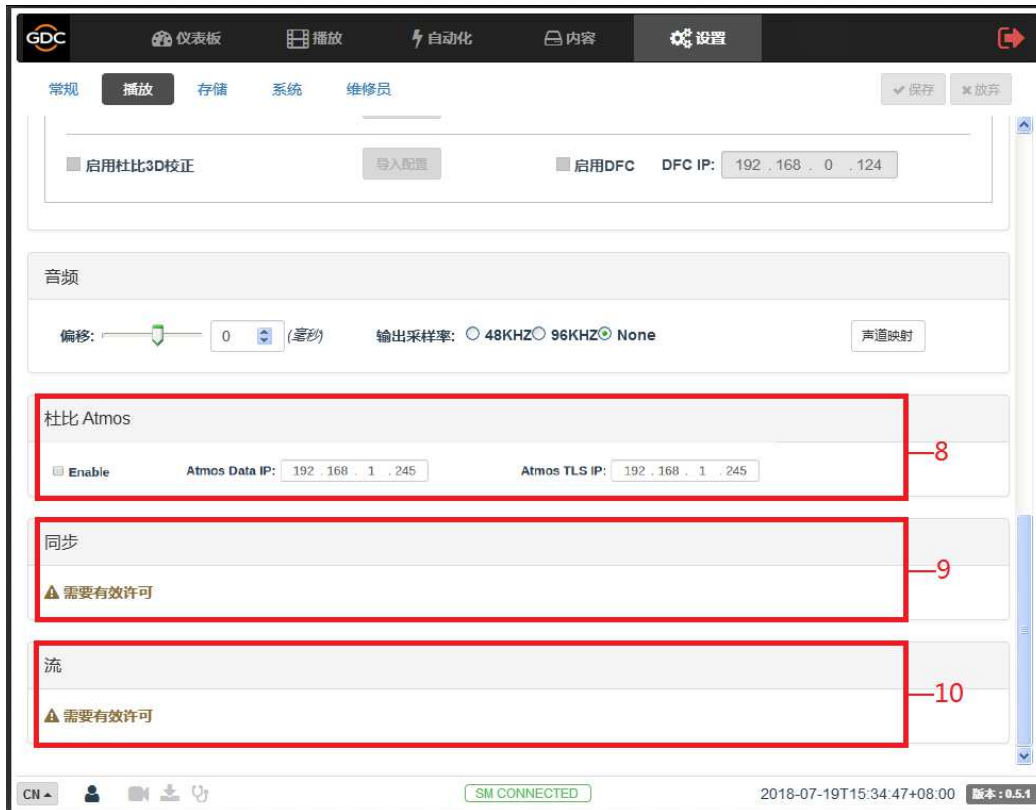 GDC 仪表板 播放 自动化 内容 设置
常规 播放 存储 系统 维修员 保存 放弃
启用杜比3D校正 导入配置 启用DFC DFC IP: 192 . 168 . 0 . 124
音频
偏移: 0 (毫秒) 输出采样率: 48KHZ 96KHZ None 声道映射
杜比 Atmos
8
Enable Atmos Data IP: 192 . 168 . 1 . 245 Atmos TLS IP: 192 . 168 . 1 . 245
同步
9
需要有效许可
流
10
需要有效许可
CN SM CONNECTED 2018-07-19T15:34:47+08:00 版本 : 0.5.1